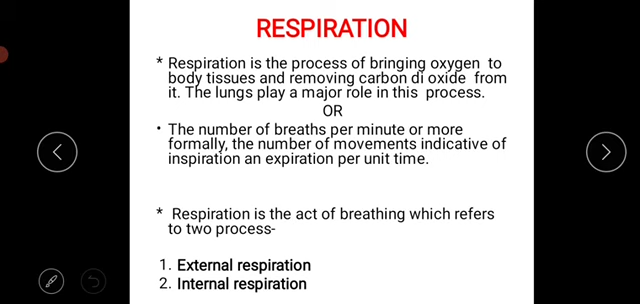 RESPIRATION
* Respiration is the process of bringing oxygen to
body tissues and removing carbon di oxide from
it. The lungs play a major role in this process.
OR
• The number of breaths per minute or more
formally, the number of movements indicative of
inspiration an expiration per unit time.
* Respiration is the act of breathing which refers
to two process-
1. External respiration
2. Internal respiration